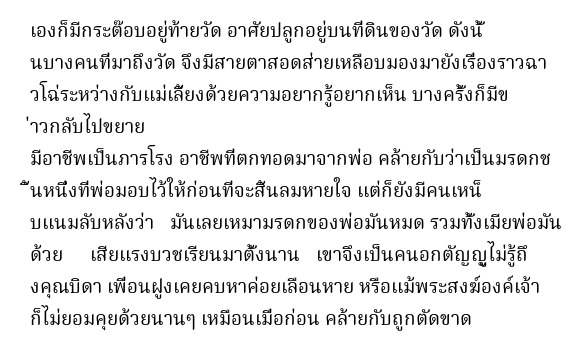 เองก็มีกระต๊อบอยู่ท้ายวัด อาศัยปลูกอยู่บนที่ดินของวัด ดังนั้
นบางคนที่มาถึงวัด จึงมีสายตาสอดส่ายเหลือบมองมายังเรื่องราวฉา
วโฉ่ระหว่างกับแม่เลี้ยงด้วยความอยากรู้อยากเห็น บางครั้งก็มีข
่าวกลับไปขยาย
มีอาชีพเป็นภารโรง อาชีพที่ตกทอดมาจากพ่อ คล้ายกับว่าเป็นมรดกช
ิ้นหนึ่งที่พ่อมอบไว้ให้ก่อนที่จะสิ้นลมหายใจ แต่ก็ยังมีคนเหน็
บแนมลับหลังว่า   มันเลยเหมามรดกของพ่อมันหมด รวมทั้งเมียพ่อมัน
ด้วย     เสียแรงบวชเรียนมาตั้งนาน   เขาจึงเป็นคนอกตัญญูไม่รู้ถึ
งคุณบิดา เพื่อนฝูงเคยคบหาค่อยเลือนหาย หรือแม้พระสงฆ์องค์เจ้า
ก็ไม่ยอมคุยด้วยนานๆ เหมือนเมื่อก่อน คล้ายกับถูกตัดขาด